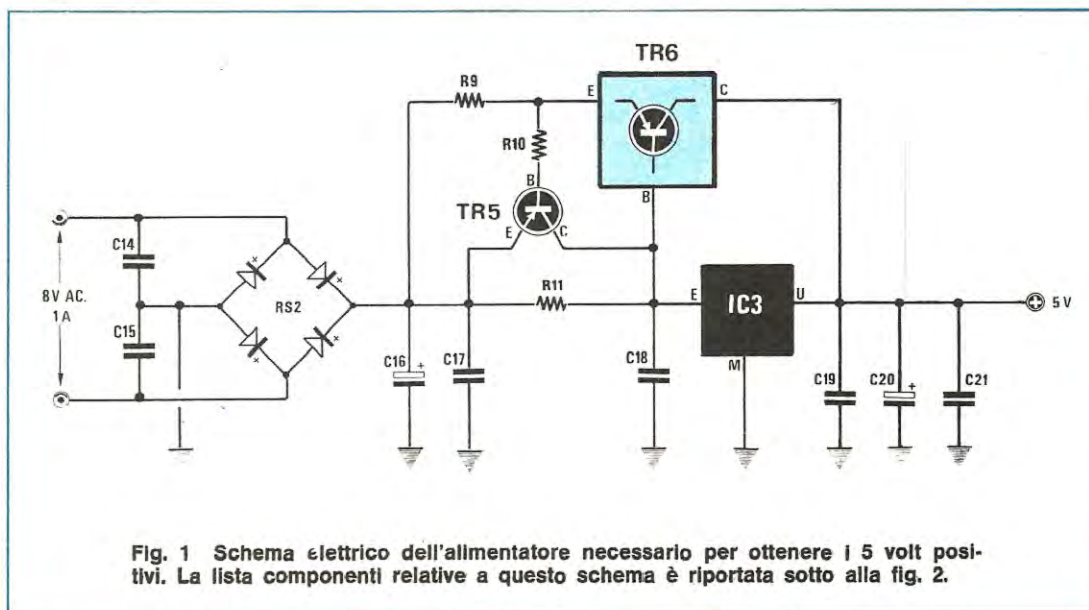 TR6
R9
E
C
R10
B
B
TR5
E
C
C14
8V AC.
1A
C15
RS2
R11
E
IC3
U
5 V
M
C16
+
C17
C18
C19
C20
+
C21
Fig. 1 Schema elettrico dell'alimentatore necessario per ottenere i 5 volt posi-
tivi. La lista componenti relative a questo schema è riportata sotto alla fig. 2.